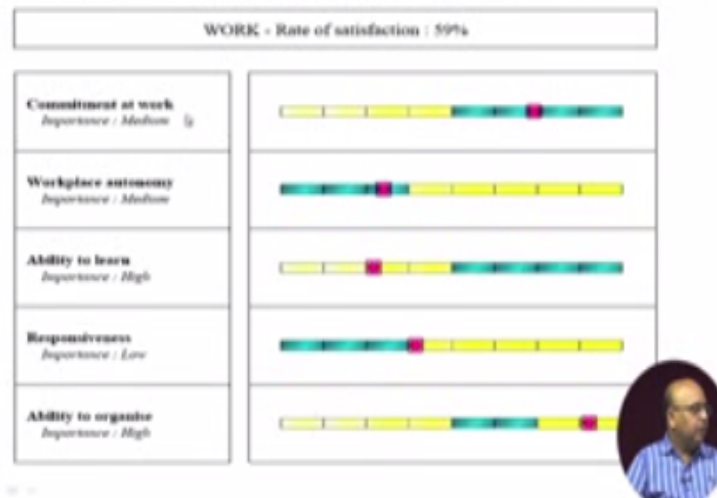 WORK - Rate of satisfaction : 59%
Commitment at work
Importance : Medium
Workplace autonomy
Importance : Medium
Ability to learn
Importance : High
Responsiveness
Importance : Low
Ability to organise
Importance : High